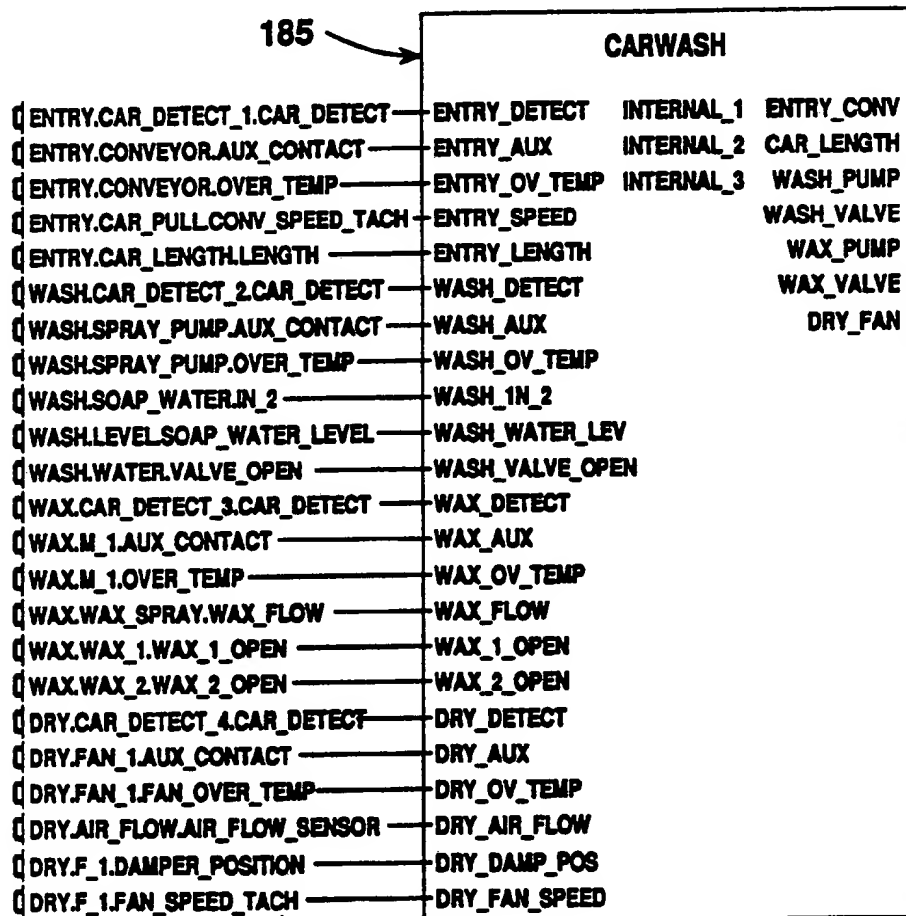 185
CARWASH
ENTRY.CAR_DETECT_1.CAR_DETECT ENTRY_DETECT INTERNAL_1 ENTRY_CONV
ENTRY.CONVEYOR.AUX_CONTACT ENTRY_AUX INTERNAL_2 CAR_LENGTH
ENTRY.CONVEYOR.OVER_TEMP ENTRY_OV_TEMP INTERNAL_3 WASH_PUMP
ENTRY.CAR_PULL.CONV_SPEED_TACH ENTRY_SPEED WASH_VALVE
ENTRY.CAR_LENGTH.LENGTH ENTRY_LENGTH WAX_PUMP
WASH.CAR_DETECT_2.CAR_DETECT WASH_DETECT WAX_VALVE
WASH.SPRAY_PUMP.AUX_CONTACT WASH_AUX DRY_FAN
WASH.SPRAY_PUMP.OVER_TEMP WASH_OV_TEMP
WASH.SOAP_WATER.IN_2 WASH_1N_2
WASH.LEVEL.SOAP_WATER_LEVEL WASH_WATER_LEV
WASH.WATER.VALVE_OPEN WASH_VALVE_OPEN
WAX.CAR_DETECT_3.CAR_DETECT WAX_DETECT
WAX.M_1.AUX_CONTACT WAX_AUX
WAX.M_1.OVER_TEMP WAX_OV_TEMP
WAX.WAX_SPRAY.WAX_FLOW WAX_FLOW
WAX.WAX_1.WAX_1_OPEN WAX_1_OPEN
WAX.WAX_2.WAX_2_OPEN WAX_2_OPEN
DRY.CAR_DETECT_4.CAR_DETECT DRY_DETECT
DRY.FAN_1.AUX_CONTACT DRY_AUX
DRY.FAN_1.FAN_OVER_TEMP DRY_OV_TEMP
DRY.AIR_FLOW.AIR_FLOW_SENSOR DRY_AIR_FLOW
DRY.F_1.DAMPER_POSITION DRY_DAMP_POS
DRY.F_1.FAN_SPEED_TACH DRY_FAN_SPEED